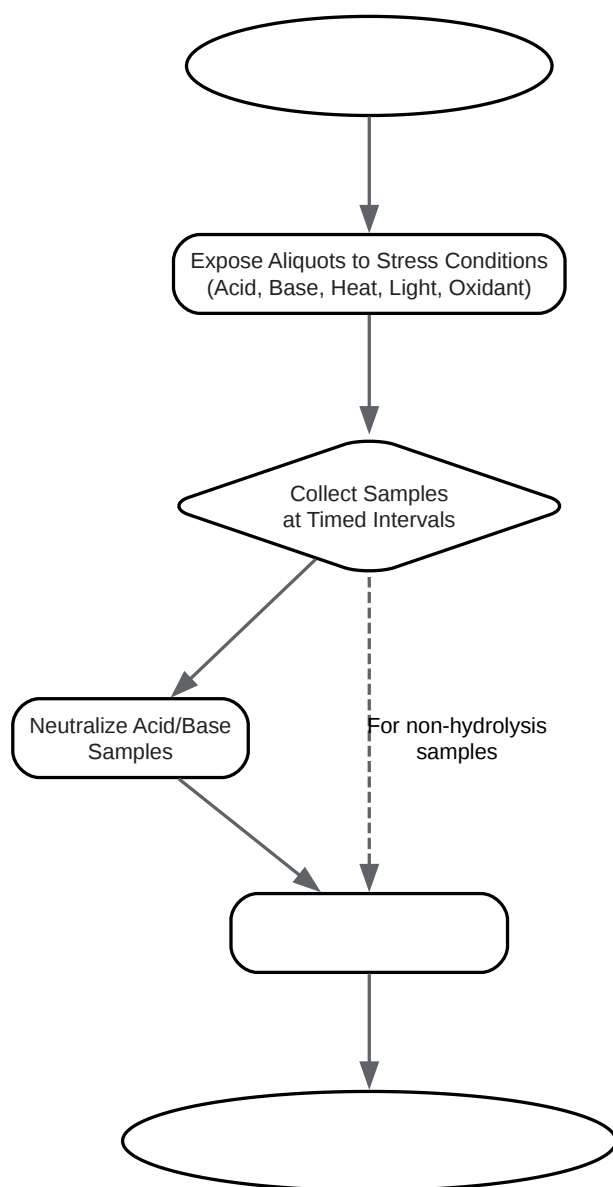 Expose Aliquots to Stress Conditions
(Acid, Base, Heat, Light, Oxidant)
Collect Samples
at Timed Intervals
Neutralize Acid/Base
Samples
For non-hydrolysis
samples